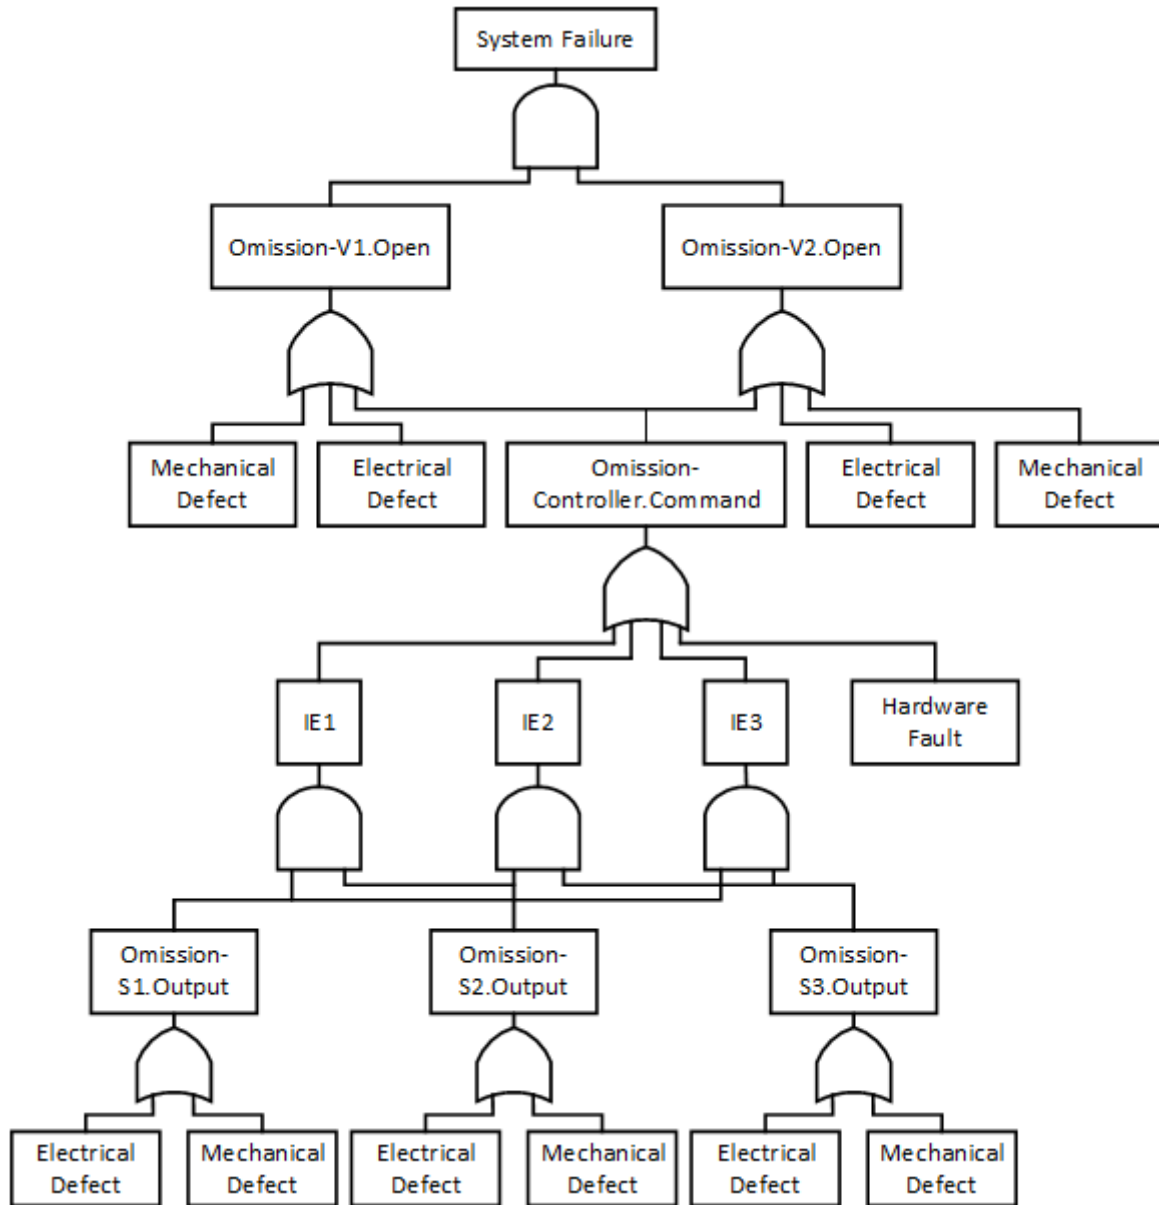 System Failure
Omission-V1.Open
Omission-V2.Open
Mechanical
Defect
Electrical
Defect
Omission-
Controller.Command
Electrical
Defect
Mechanical
Defect
IE1
IE2
IE3
Hardware
Fault
Omission-
S1.Output
Omission-
S2.Output
Omission-
S3.Output
Electrical
Defect
Mechanical
Defect
Electrical
Defect
Mechanical
Defect
Electrical
Defect
Mechanical
Defect